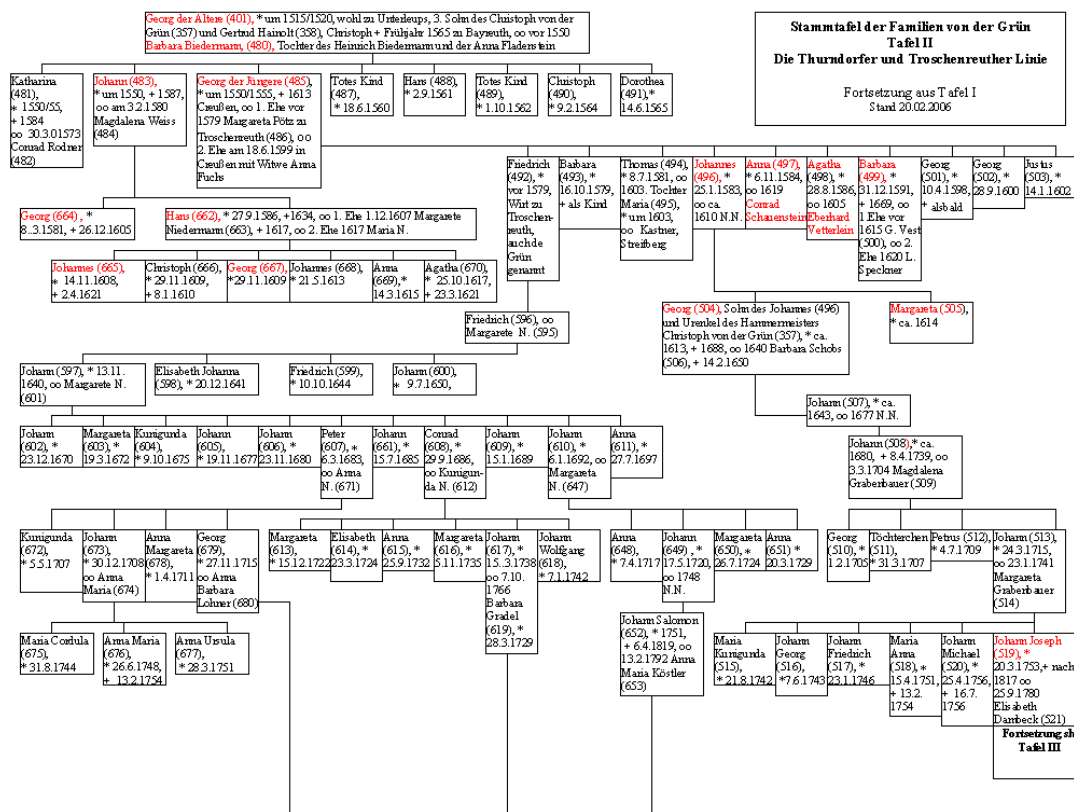 Georg der Ältere (401), * um 1515/1520, wohl zu Unterleups, 3. Sohn des Christoph von der
Grün (357) und Gertrud Hainolt (358), Christoph + Frühjahr 1565 zu Bayreuth, oo vor 1550
Barbara Biedermann, (480), Tochter des Heinrich Biedermann und der Anna Fladenstein
Stammtafel der Familien von der Grün
Tafel II
Die Thurndorfer und Troschenreuther Linie
Fortsetzung aus Tafel I
Stand 20.02.2006
Katharina
(481),
* 1550/55,
+ 1584
oo 30.3.01573
Conrad Rodner
(482)
Johann (483),
* um 1550, + 1587,
oo am 3.2.1580
Magdalena Weiss
(484)
Georg der Jüngere (485),
* um 1550/1555, + 1613
Creußen, oo 1. Ehe vor
1579 Margareta Pötz zu
Troschenreuth (486), oo
2. Ehe am 18.6.1599 in
Creußen mit Witwe Anna
Fuchs
Totes Kind
(487),
* 18.6.1560
Hans (488),
* 2.9.1561
Totes Kind
(489),
* 1.10.1562
Christoph
(490),
* 9.2.1564
Dorothea
(491), *
14.6.1565
Friedrich
(492), *
vor 1579,
Wirt zu
Troschen-
reuth,
auch de
Grün
genannt
Barbara
(493), *
16.10.1579,
+ als Kind
Thomas (494)
* 8.7.1581, oo
1603. Tochter
Maria (495),
* um 1603,
oo Kastner,
Streitberg
Johannes
(496), *
25.1.1583,
oo ca.
1610 N.N.
Anna (497)
* 6.11.1584,
oo 1619
Conrad
Schauenstein
Agatha
(498) *
28.8.1586,
oo 1605
Eberhard
Vetterlein
Barbara
(499), *
31.12.1591,
+ 1669, oo
1. Ehe vor
1615 G. Vest
(500), oo 2.
Ehe 1620 L.
Speckner
Georg
(501), *
10.4.1598,
+ alsbald
Georg
(502), *
28.9.1600
Justus
(503), *
14.1.1602
Georg (664), *
8..3.1581, + 26.12.1605
Hans (662), * 27.9.1586, +1634, oo 1. Ehe 1.12.1607 Margarete
Niedermann (663), + 1617, oo 2. Ehe 1617 Maria N.
Johannes (665),
* 14.11.1608,
+ 2.4.1621
Christoph (666),
* 29.11.1609,
+ 8.1.1610
Georg (667)
* 29.11.1609
Johannes (668)
* 21.5.1613
Anna
(669), *
14.3.1615
Agatha (670)
* 25.10.1617,
+ 23.3.1621
Georg (504), Sohn des Johannes (496)
und Urenkel des Hammermeisters
Christoph von der Grün (357), * ca.
1613, + 1688, oo 1640 Barbara Schobs
(506), + 14.2.1650
Margareta (505),
* ca. 1614
Friedrich (596), oo
Margarete N. (595)
Johann (597), * 13.11.
1640, oo Margarete N.
(601)
Elisabeth Johanna
(598), * 20.12.1641
Friedrich (599)
* 10.10.1644
Johann (600)
* 9.7.1650,
Johann (507), * ca.
1643, oo 1677 N.N.
Johann
(602), *
23.12.1670
Margareta
(603), *
19.3.1672
Kunigunda
(604),
* 9.10.1675
Johann
(605),
* 19.11.1677
Johann
(606), *
23.11.1680
Peter
(607), *
6.3.1683,
oo Anna
N. (671)
Johann
(661), *
15.7.1685
Conrad
(608), *
29.9.1686,
oo Kunigun-
da N. (612)
Johann
(609), *
15.1.1689
Johann
(610), *
6.1.1692, oo
Margareta
N. (647)
Anna
(611), *
27.7.1697
Johann (508),* ca.
1680, + 8.4.1739, oo
3.3.1704 Magdalena
Graberbauer (509)
Kunigunda
(672),
* 5.5.1707
Johann
(673), *
30.12.1708
oo Anna
Maria (674)
Anna
Margareta
(678),
* 1.4.1711
Georg
(679), *
27.11.1715
oo Anna
Barbara
Lohner (680)
Margareta
(613),
* 15.12.1722
Elisabeth
(614), *
23.3.1724
Anna
(615), *
25.9.1732
Margareta
(616), *
5.11.1735
Johann
(617), *
15..3.1738
oo 7.10.
1766
Barbara
Gradel
(619), *
28.3.1729
Johann
Wolfgang
(618),
* 7.1.1742
Anna
(648), *
7.4.1717
Johann
(649), *
17.5.1720,
oo 1748
N.N.
Margareta
(650), *
26.7.1724
Anna
(651) *
20.3.1729
Georg
(510), *
1.2.1705
Töchterchen
(511),
* 31.3.1707
Petrus (512)
* 4.7.1709
Johann (513)
* 24.3.1715,
oo 23.1.1741
Margareta
Grabenbauer
(514)
Maria Cordula
(675),
* 31.8.1744
Anna Maria
(676)
* 26.6.1748,
+ 13.2.1754
Anna Ursula
(677)
* 28.3.1751
Johann Salomon
(652), * 1751,
+ 6.4.1819, oo
13.2.1792 Anna
Maria Köstler
(653)
Maria
Kunigunda
(515),
* 21.8.1742
Johann
Georg
(516),
*7.6.1743
Johann
Friedrich
(517), *
23.1.1746
Maria
Anna
(518), *
15.4.1751,
+ 13.2.
1754
Johann
Michael
(520), *
25.4.1756,
+ 16.7.
1756
Johann Joseph
(519), *
20.3.1753,+ nach
1817 oo
25.9.1780
Elisabeth
Dambeck (521)
Fortsetzung sh
Tafel III